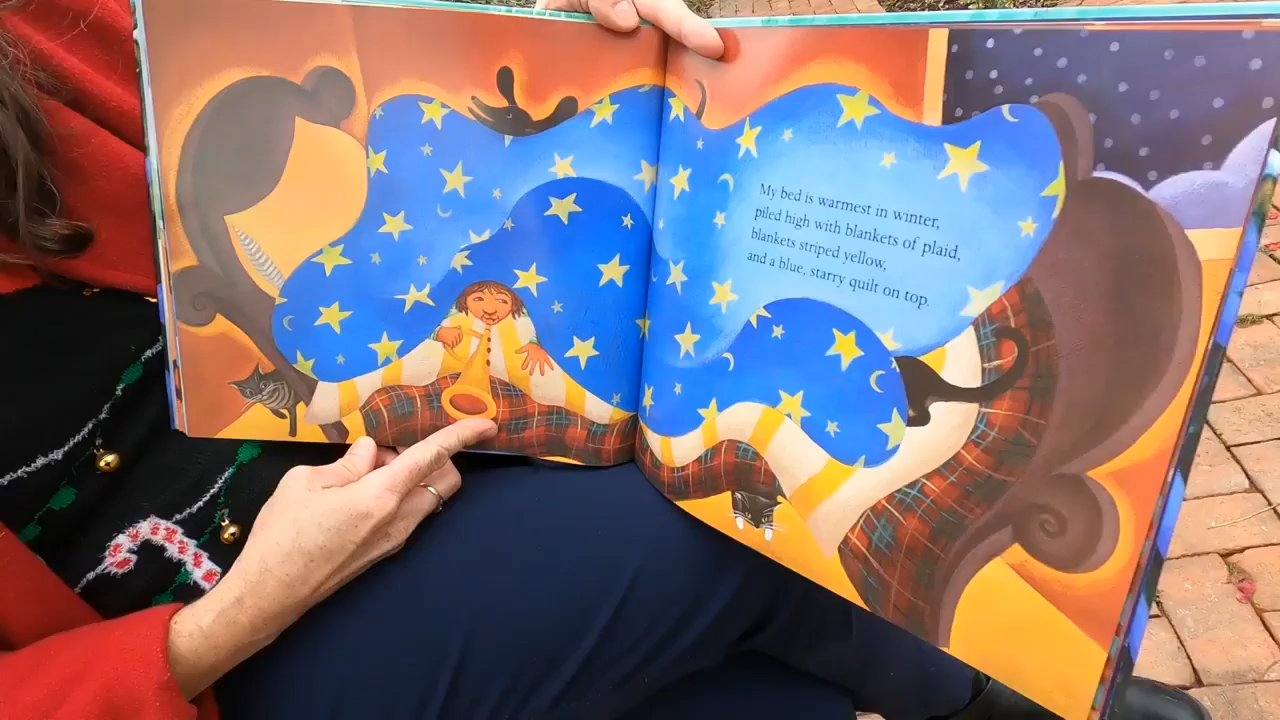 My bed is warmest in winter,
piled high with blankets of plaid,
blankets striped yellow,
and a blue, starry quilt on top.